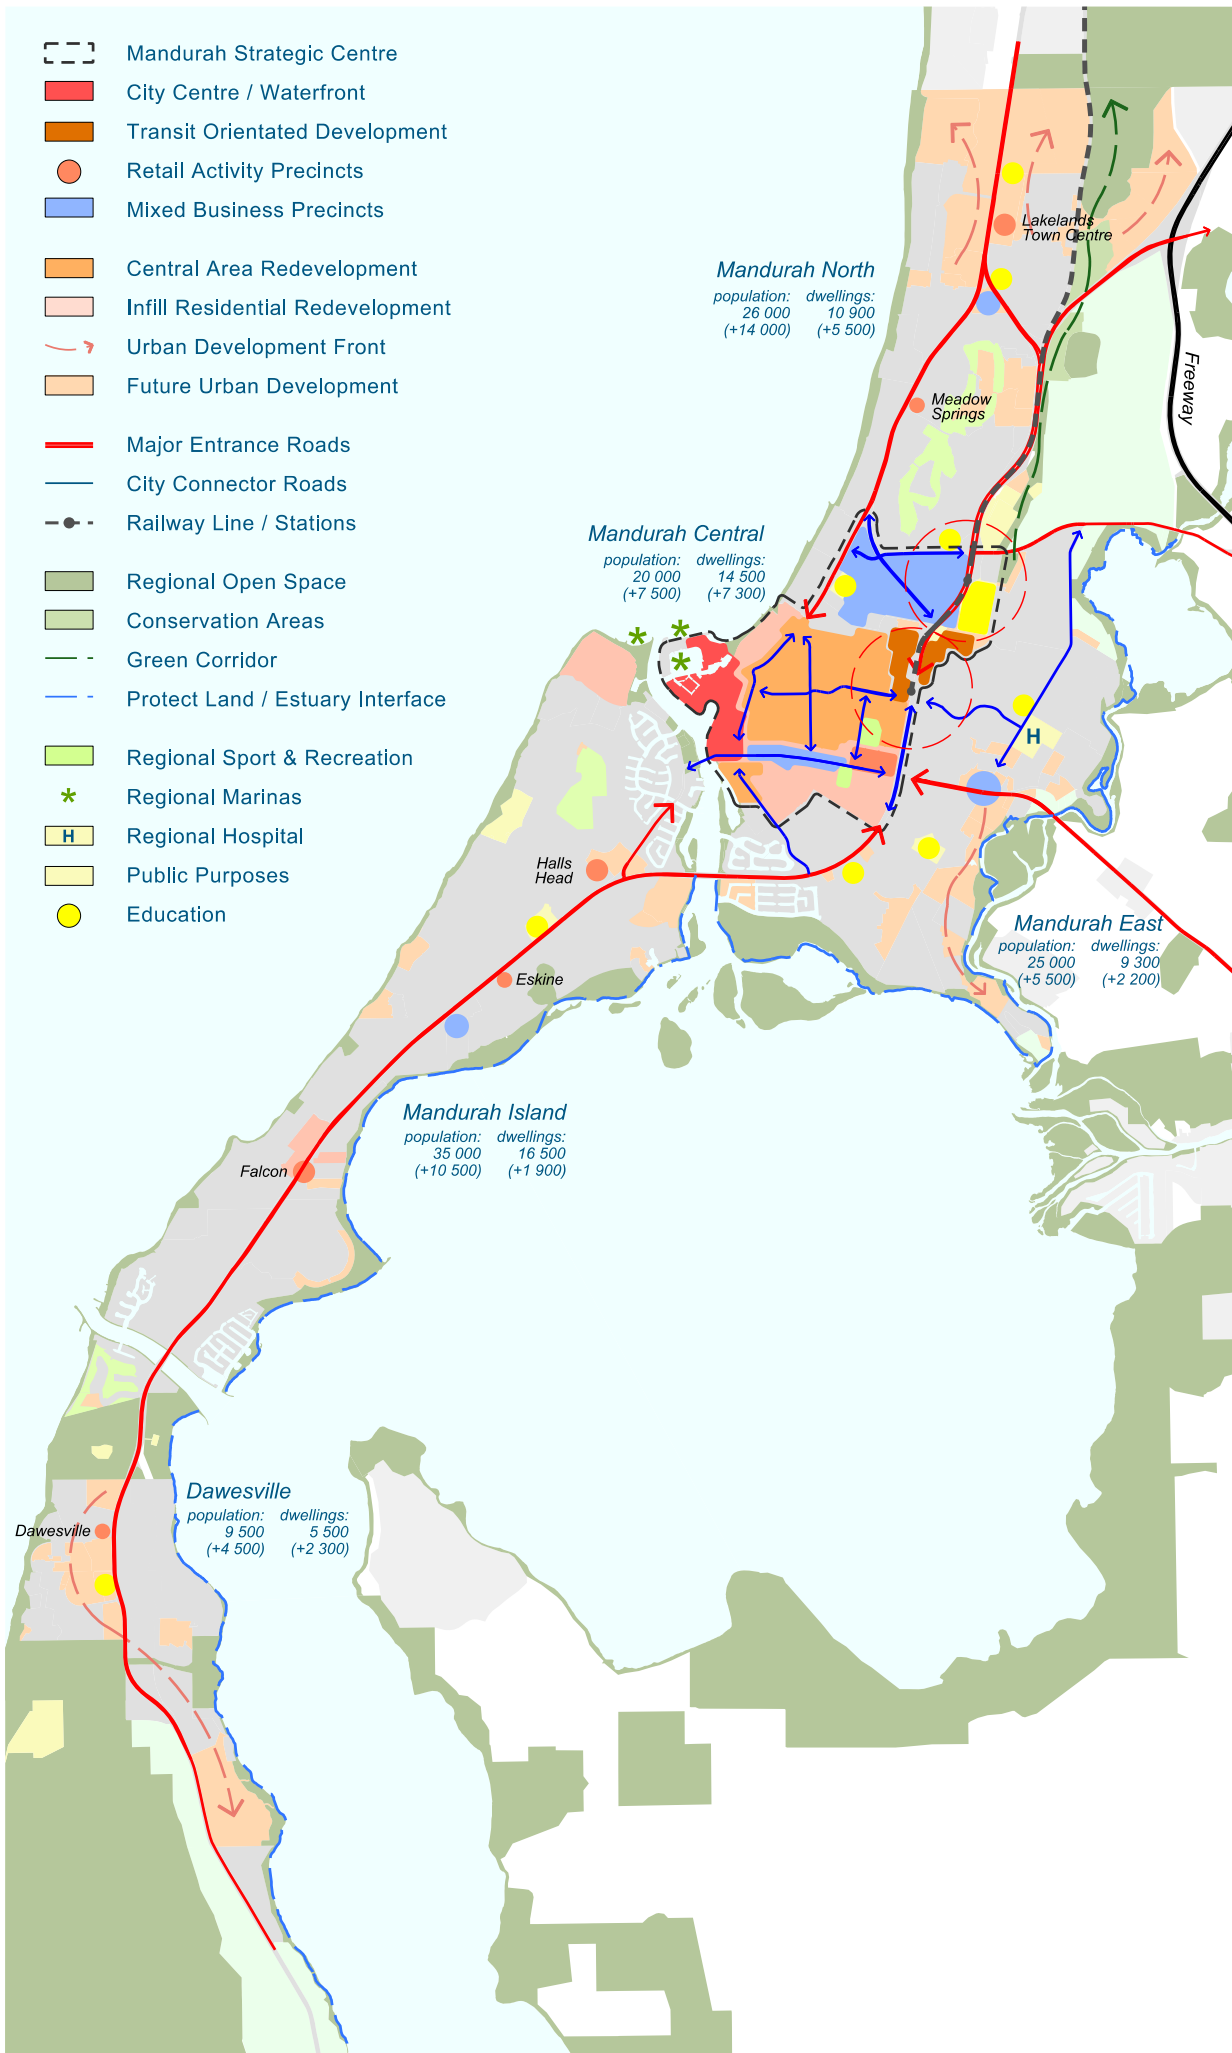 Mandurah Strategic Centre
City Centre / Waterfront
Transit Orientated Development
Retail Activity Precincts
Mixed Business Precincts
Central Area Redevelopment
Infill Residential Redevelopment
Urban Development Front
Future Urban Development
Major Entrance Roads
City Connector Roads
Railway Line / Stations
Regional Open Space
Conservation Areas
Green Corridor
Protect Land / Estuary Interface
Regional Sport & Recreation
Regional Marinas
H Regional Hospital
Public Purposes
Education
Lakelands
Town Centre
Mandurah North
population: dwellings:
26 000 10 900
(+14 000) (+5 500)
Freeway
Meadow
Springs
Mandurah Central
population: dwellings:
20 000 14 500
(+7 500) (+7 300)
H
Halls
Head
Mandurah East
population: dwellings:
25 000 9 300
(+5 500) (+2 200)
Eskine
Mandurah Island
population: dwellings:
35 000 16 500
(+10 500) (+1 900)
Falcon
Dawesville
population: dwellings:
9 500 5 500
(+4 500) (+2 300)
Dawesville